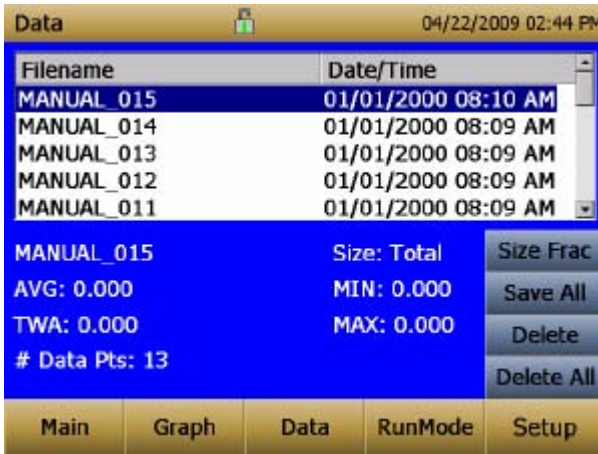 Data 04/22/2009 02:44 PM
Filename Date/Time
MANUAL_015 01/01/2000 08:10 AM
MANUAL_014 01/01/2000 08:09 AM
MANUAL_013 01/01/2000 08:09 AM
MANUAL_012 01/01/2000 08:09 AM
MANUAL_011 01/01/2000 08:09 AM
MANUAL_015 Size: Total Size Frac
AVG: 0.000 MIN: 0.000 Save All
TWA: 0.000 MAX: 0.000 Delete
# Data Pts: 13 Delete All
Main Graph Data RunMode Setup